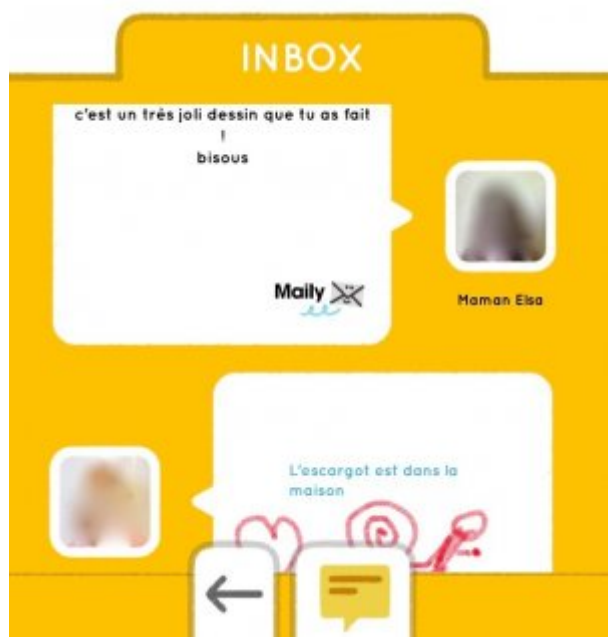 INBOX
c'est un très joli dessin que tu as fait
!
bisous
Maily
Maman Elsa
L'escargot est dans la
maison